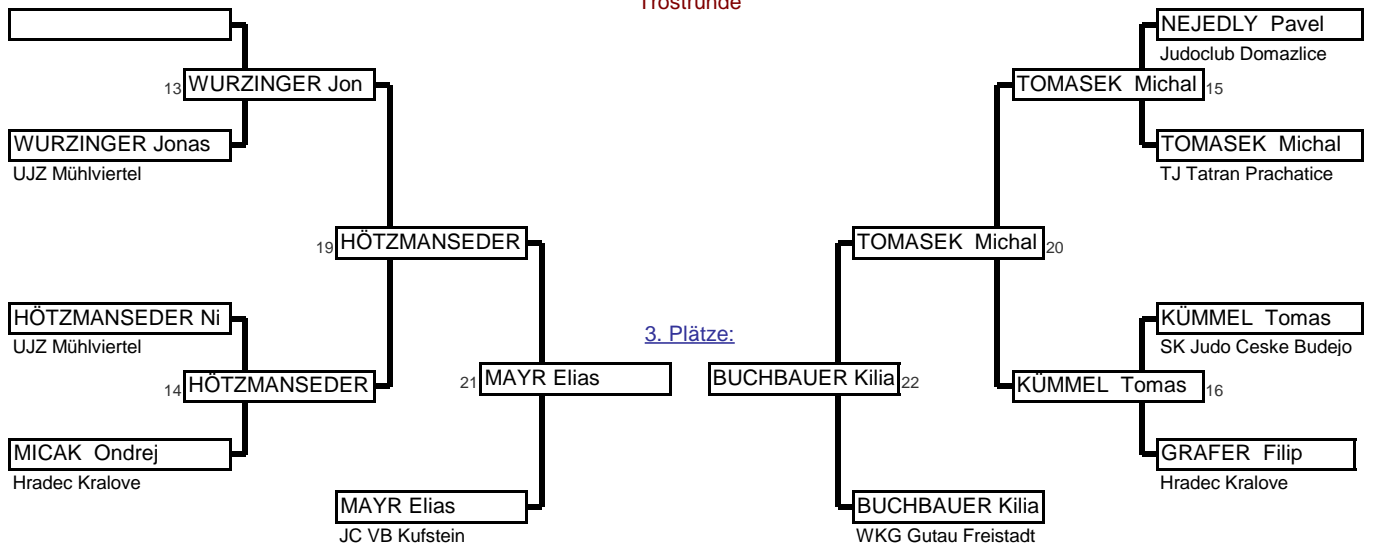 Trostrunde
NEJEDLY Pavel
Judoclub Domazlice
13 WURZINGER Jon
TOMASEK Michal 15
WURZINGER Jonas
UJZ Mühlviertel
TOMASEK Michal
TJ Tatran Prachatice
19 HÖTZMANSEDER
TOMASEK Michal 20
HÖTZMANSEDER Ni
UJZ Mühlviertel
KÜMMEL Tomas
SK Judo Ceske Budejo
3. Plätze:
14 HÖTZMANSEDER
21 MAYR Elias
BUCHBAUER Kilia 22
KÜMMEL Tomas 16
MICAK Ondrej
Hradec Kralove
GRAFER Filip
Hradec Kralove
MAYR Elias
JC VB Kufstein
BUCHBAUER Kilia
WKG Gutau Freistadt